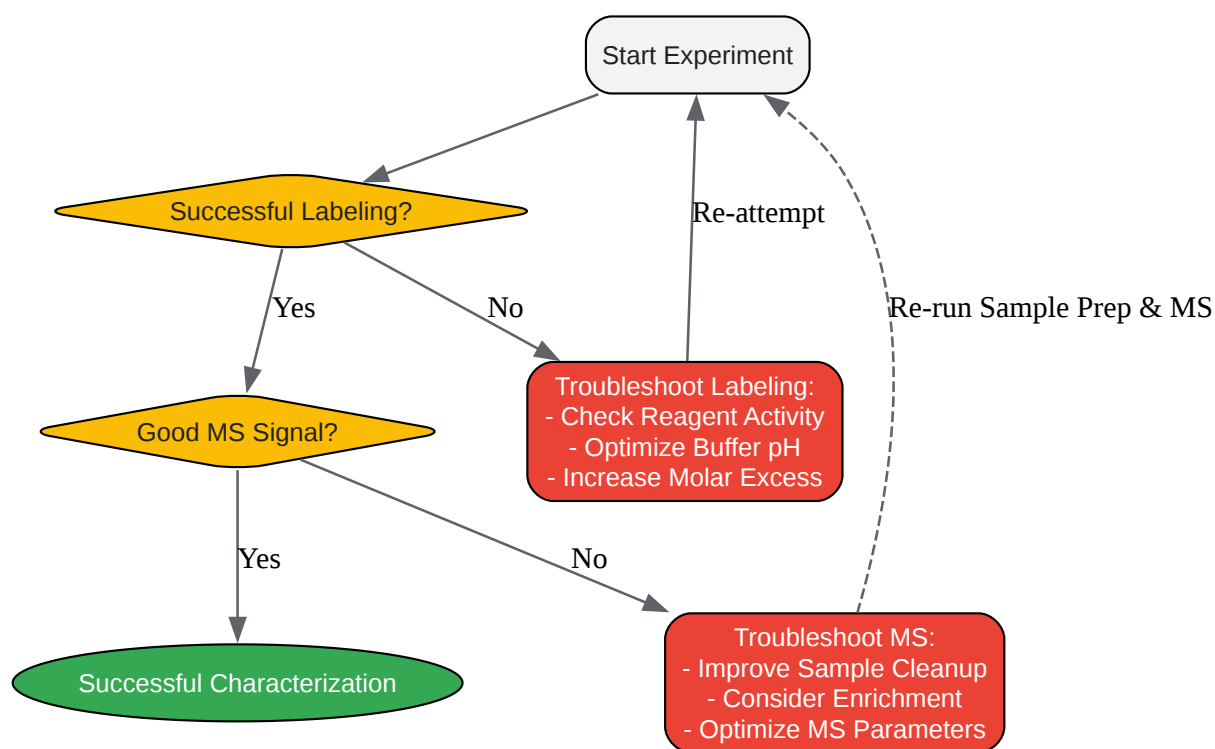 Start Experiment
Successful Labeling?
Re-attempt
Yes
No
Re-run Sample Prep & MS
Troubleshoot Labeling:
- Check Reagent Activity
- Optimize Buffer pH
- Increase Molar Excess
Good MS Signal?
Yes
No
Successful Characterization
Troubleshoot MS:
- Improve Sample Cleanup
- Consider Enrichment
- Optimize MS Parameters